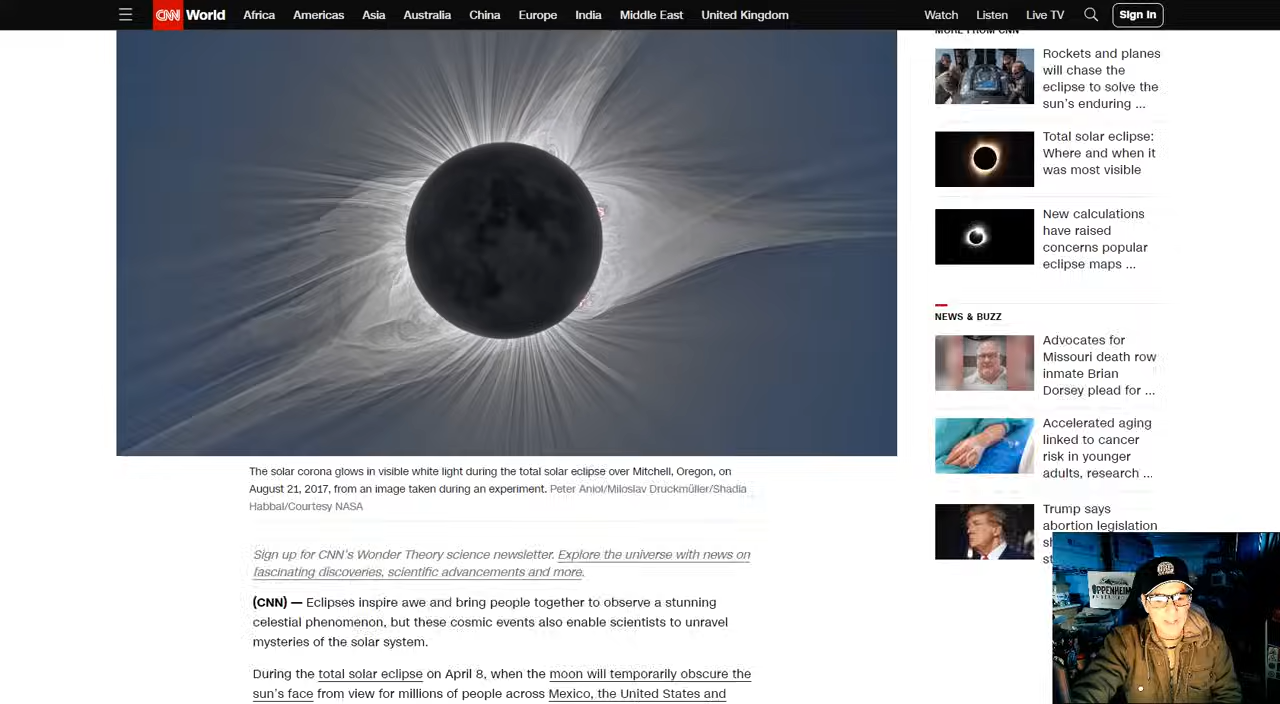 CNN World Africa Americas Asia Australia China Europe India Middle East United Kingdom Watch Listen Live TV Sign In
MORE FROM CNN
Rockets and planes
will chase the
eclipse to solve the
sun's enduring ...
Total solar eclipse:
Where and when it
was most visible
New calculations
have raised
concerns popular
eclipse maps ...
NEWS & BUZZ
Advocates for
Missouri death row
inmate Brian
Dorsey plead for ...
Accelerated aging
linked to cancer
risk in younger
adults, research ...
Trump says
abortion legislation
The solar corona glows in visible white light during the total solar eclipse over Mitchell, Oregon, on
August 21, 2017, from an image taken during an experiment. Peter Aniol/Miloslav Druckmüller/Shadia
Habbal/Courtesy NASA
Sign up for CNN's Wonder Theory science newsletter. Explore the universe with news on
fascinating discoveries, scientific advancements and more.
(CNN) — Eclipses inspire awe and bring people together to observe a stunning
celestial phenomenon, but these cosmic events also enable scientists to unravel
mysteries of the solar system.
During the total solar eclipse on April 8, when the moon will temporarily obscure the
sun's face from view for millions of people across Mexico, the United States and
OPPENHEIM